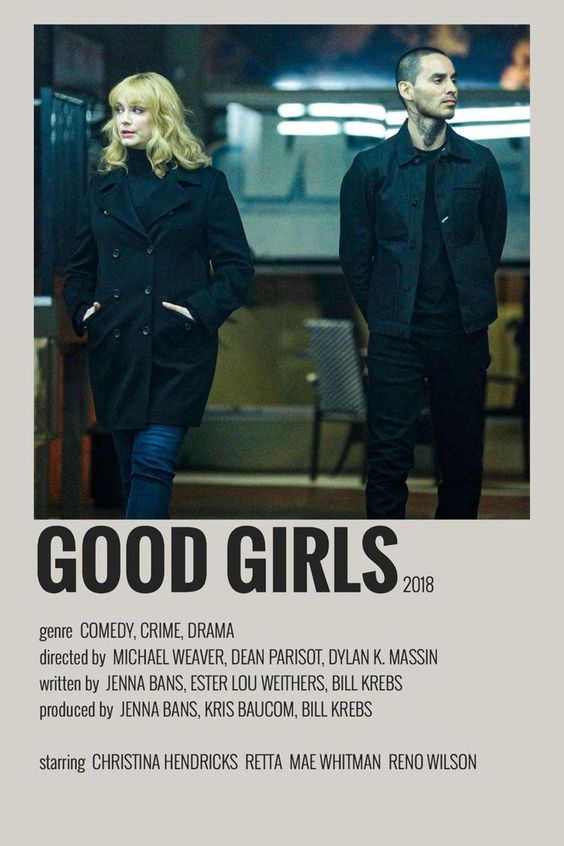 GOOD GIRLS 2018
genre COMEDY, CRIME, DRAMA
directed by MICHAEL WEAVER, DEAN PARISOT, DYLAN K. MASSIN
written by JENNA BANS, ESTER LOU WEITHERS, BILL KREBS
produced by JENNA BANS, KRIS BAUCOM, BILL KREBS
starring CHRISTINA HENDRICKS RETTA MAE WHITMAN RENO WILSON